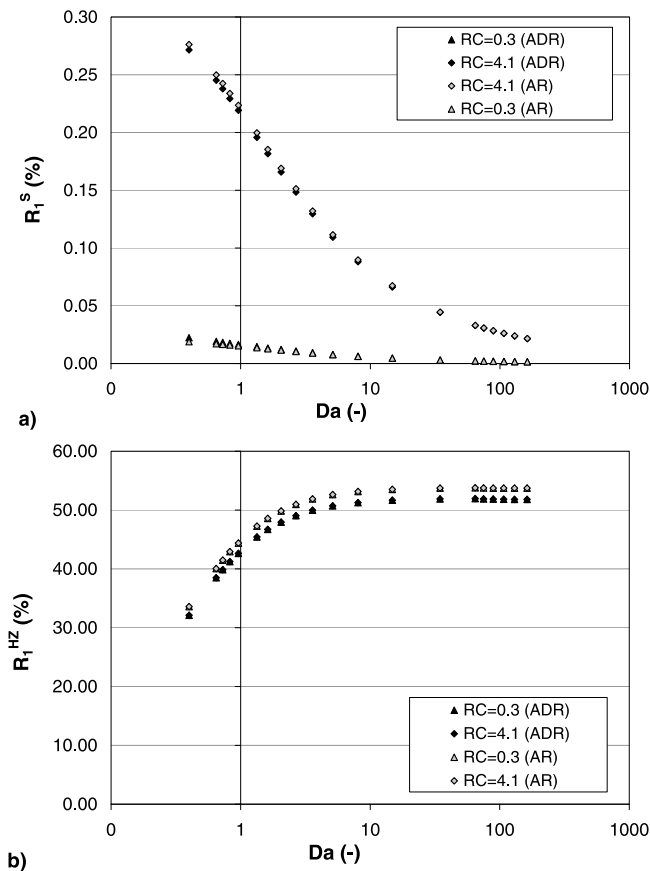 0.30
0.25
0.20
0.15
0.10
0.05
0.00
R₁ˢ (%)
RC=0.3 (ADR)
RC=4.1 (ADR)
RC=4.1 (AR)
RC=0.3 (AR)
0 1 10 100 1000
Da (-)
a)
60.00
50.00
40.00
30.00
20.00
10.00
0.00
R₁ᴴᶻ (%)
RC=0.3 (ADR)
RC=4.1 (ADR)
RC=0.3 (AR)
RC=4.1 (AR)
0 1 10 100 1000
Da (-)
b)